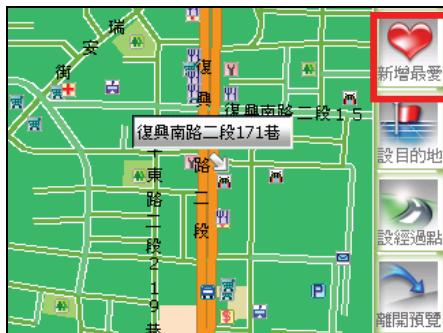 瑞
安
街
復
興
路
二
段
復興南路二段15
復興南路二段171巷
東
路
二
段
2
1
9
巷
新增最愛
設目的地
設經過點
離開預覽
P
$